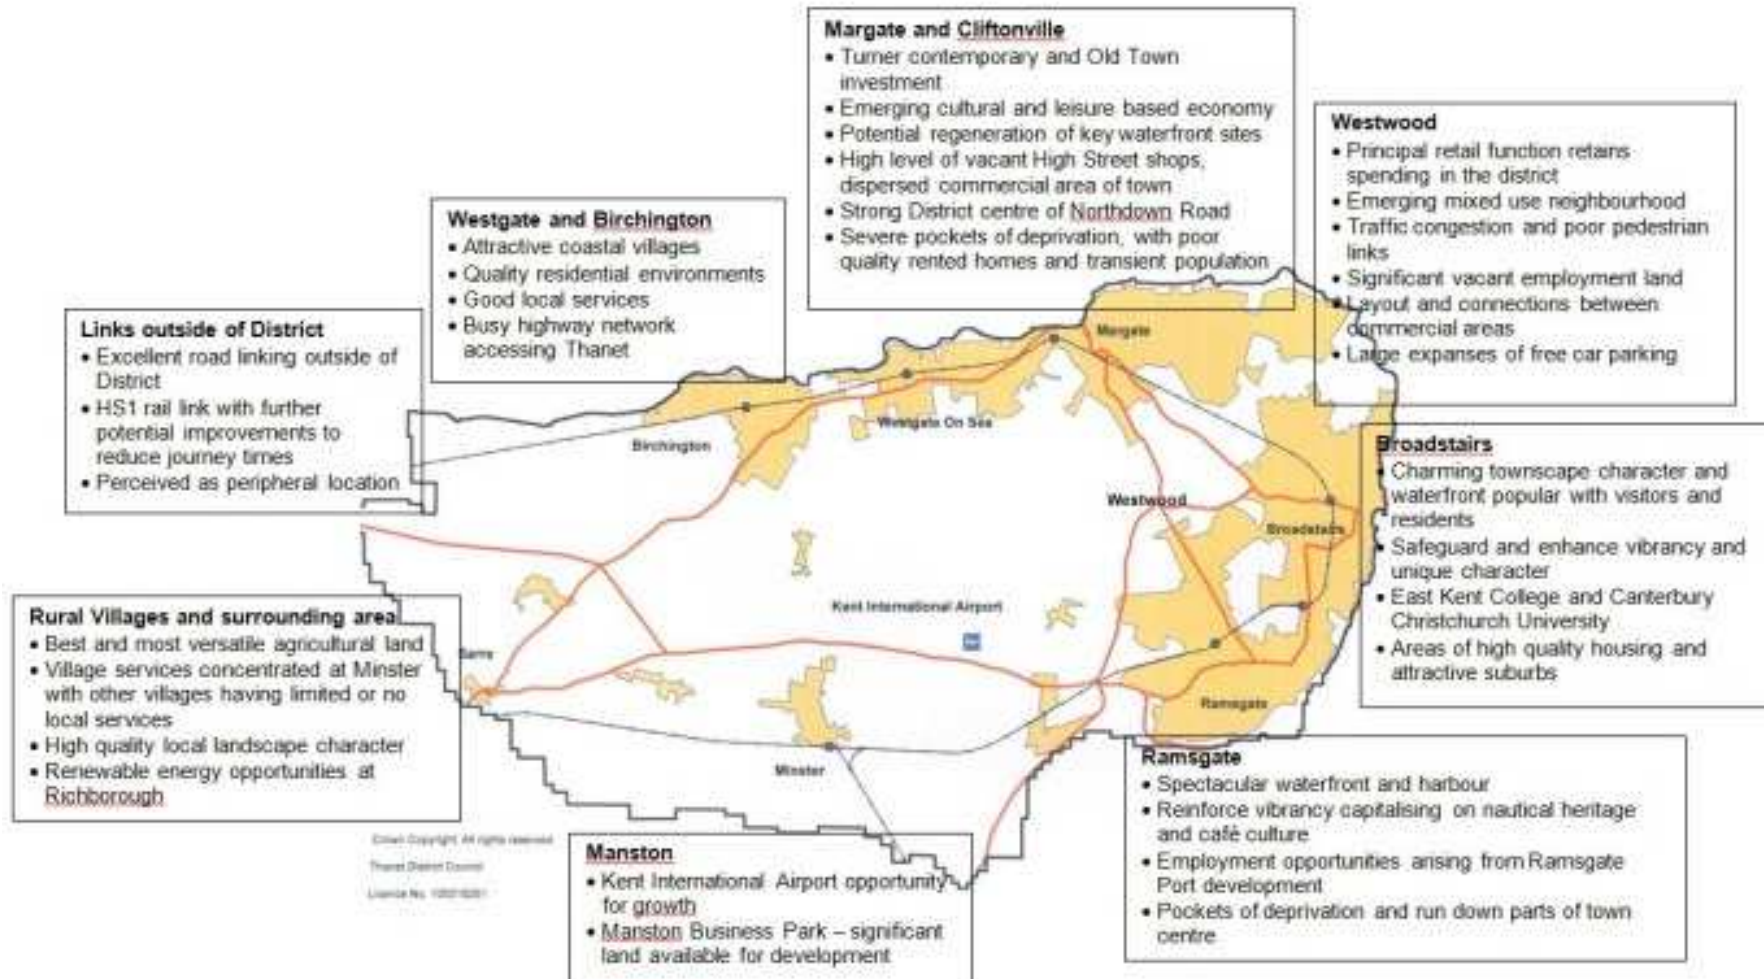 Margate and Cliftonville
• Turner contemporary and Old Town
investment
• Emerging cultural and leisure based economy
• Potential regeneration of key waterfront sites
• High level of vacant High Street shops,
dispersed commercial area of town
• Strong District centre of Northdown Road
• Severe pockets of deprivation, with poor
quality rented homes and transient population
Westwood
• Principal retail function retains
spending in the district
• Emerging mixed use neighbourhood
• Traffic congestion and poor pedestrian
links
• Significant vacant employment land
• Layout and connections between
commercial areas
• Large expanses of free car parking
Westgate and Birchington
• Attractive coastal villages
• Quality residential environments
• Good local services
• Busy highway network
accessing Thanet
Links outside of District
• Excellent road linking outside of
District
• HS1 rail link with further
potential improvements to
reduce journey times
• Perceived as peripheral location
Margate
Westgate On Sea
Birchington
Westwood
Broadstairs
Broadstairs
• Charming townscape character and
waterfront popular with visitors and
residents
• Safeguard and enhance vibrancy and
unique character
• East Kent College and Canterbury
Christchurch University
• Areas of high quality housing and
attractive suburbs
Kent International Airport
Rural Villages and surrounding area
• Best and most versatile agricultural land
• Village services concentrated at Minster
with other villages having limited or no
local services
• High quality local landscape character
• Renewable energy opportunities at
Richborough
Sarre
Ramsgate
Minster
Ramsgate
• Spectacular waterfront and harbour
• Reinforce vibrancy capitalising on nautical heritage
and café culture
• Employment opportunities arising from Ramsgate
Port development
• Pockets of deprivation and run down parts of town
centre
Crown Copyright. All rights reserved
Thanet District Council
Licence No.
Manston
• Kent International Airport opportunity
for growth
• Manston Business Park – significant
land available for development